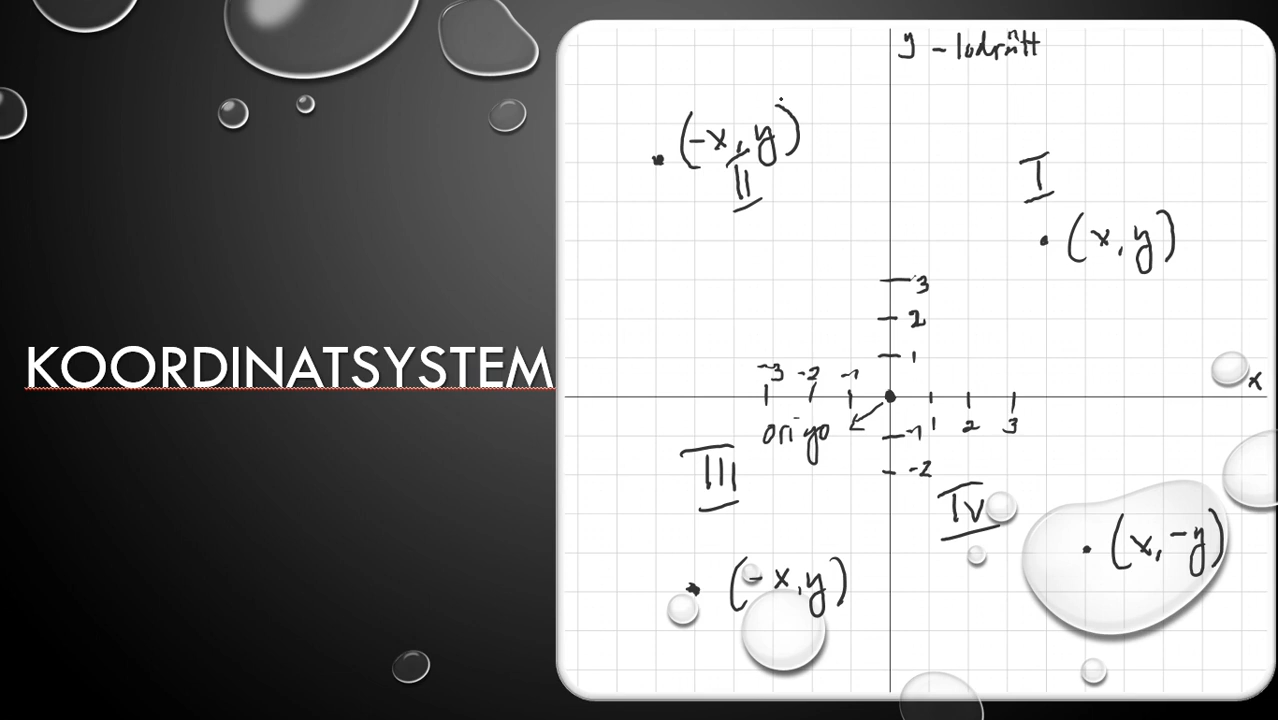 KOORDINATSYSTEM
y - lodrätt
(-x, y)
II
I
(x, y)
3
2
1
-3 -2 -1
x
origo
1 2 3
-1
-2
III
IV
(x, -y)
(-x, y)